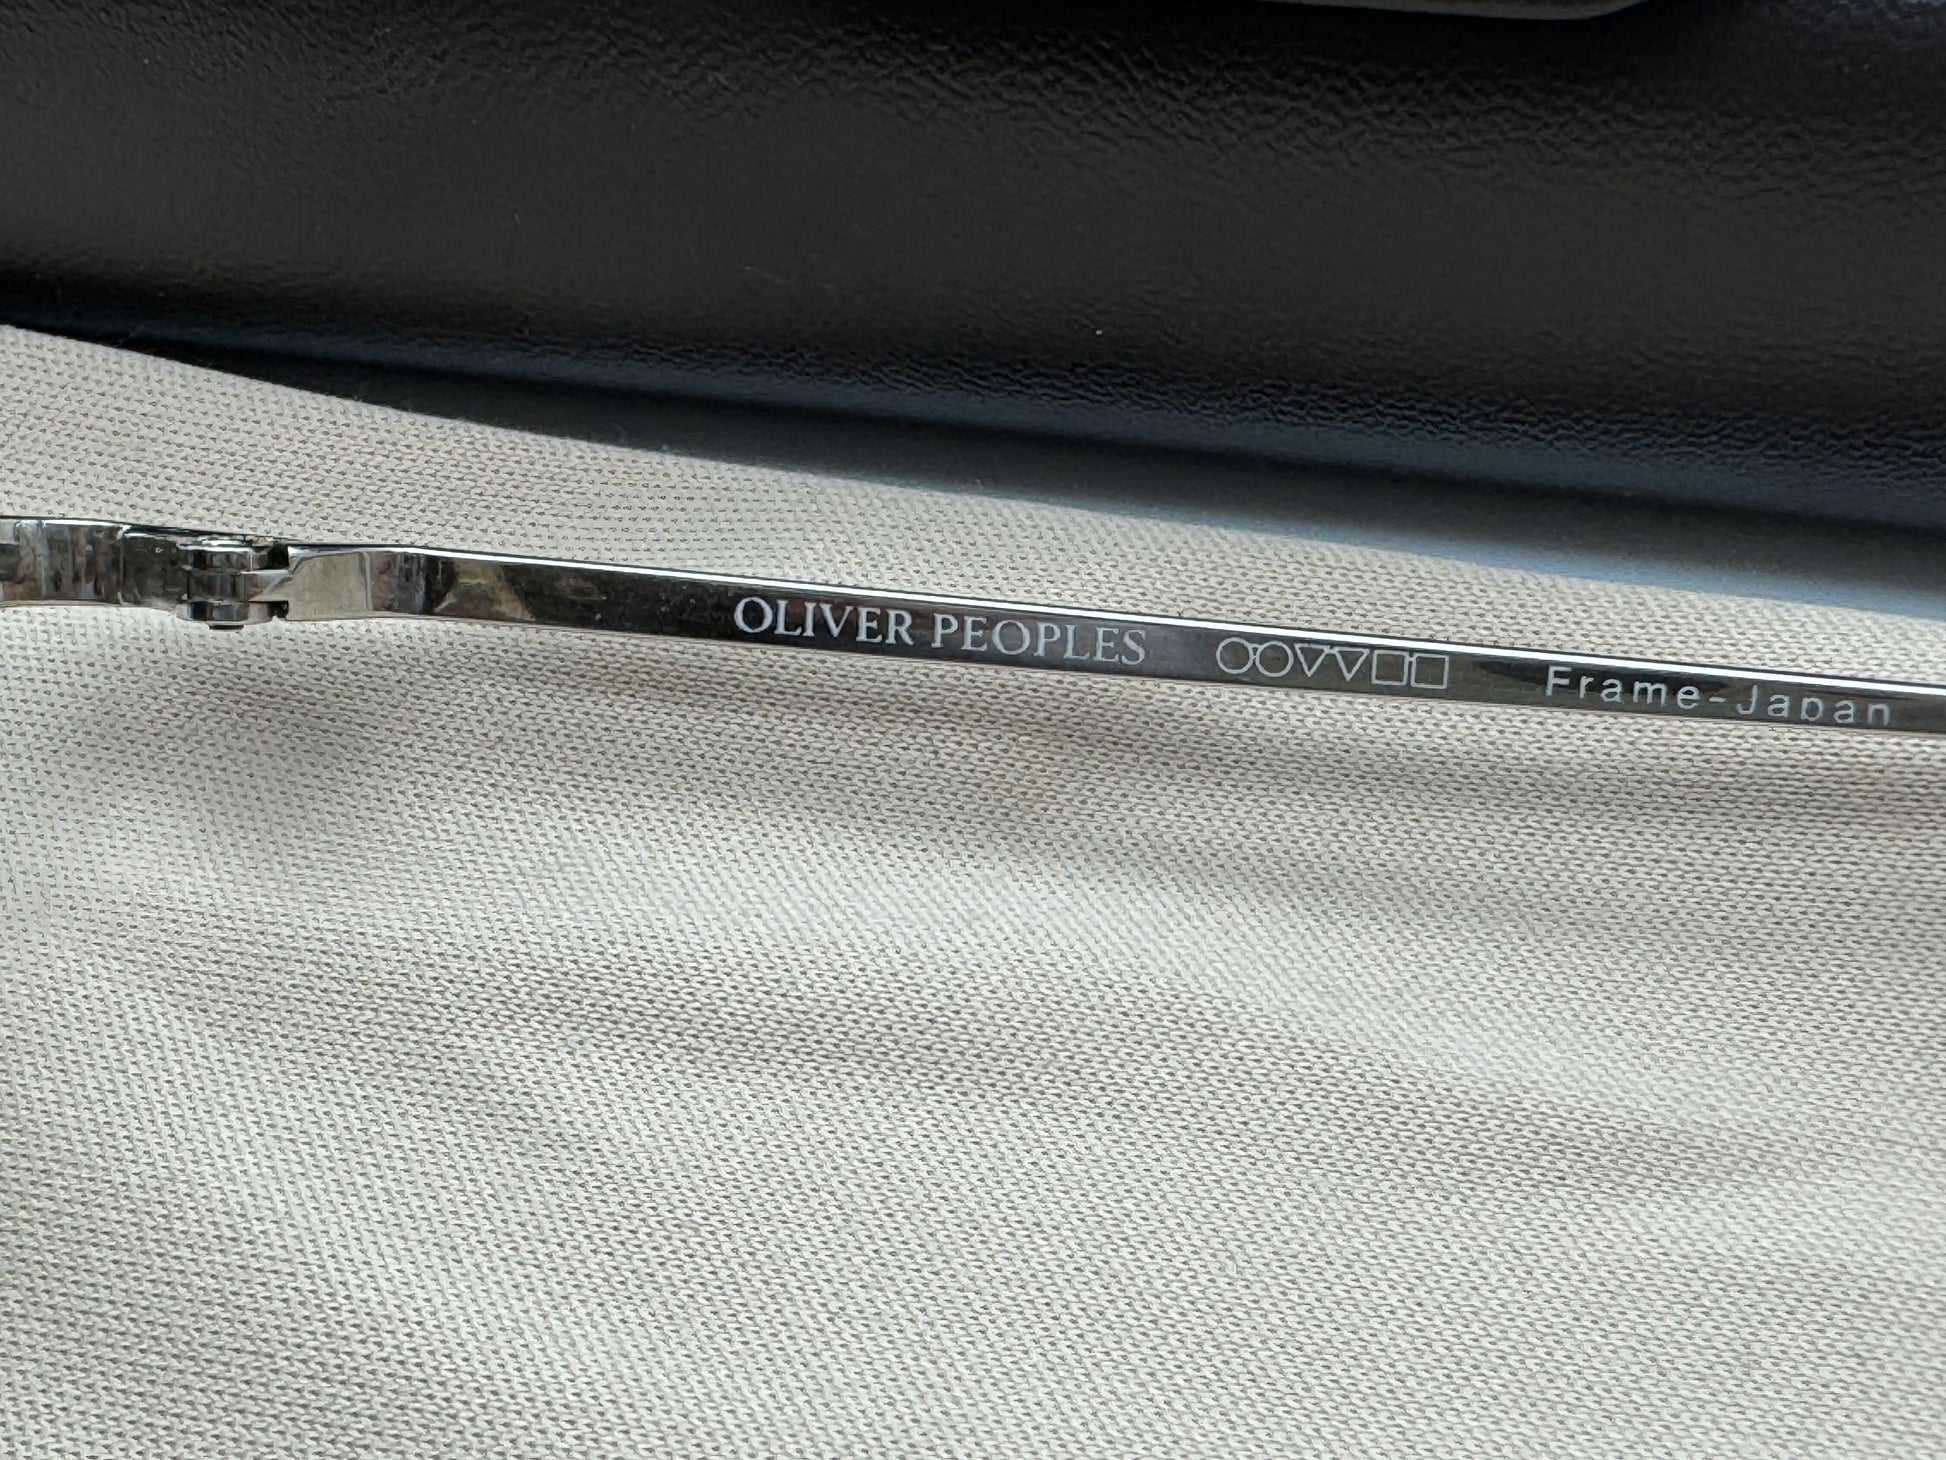 OLIVER PEOPLES ○○▽▽□□ Frame-Japan